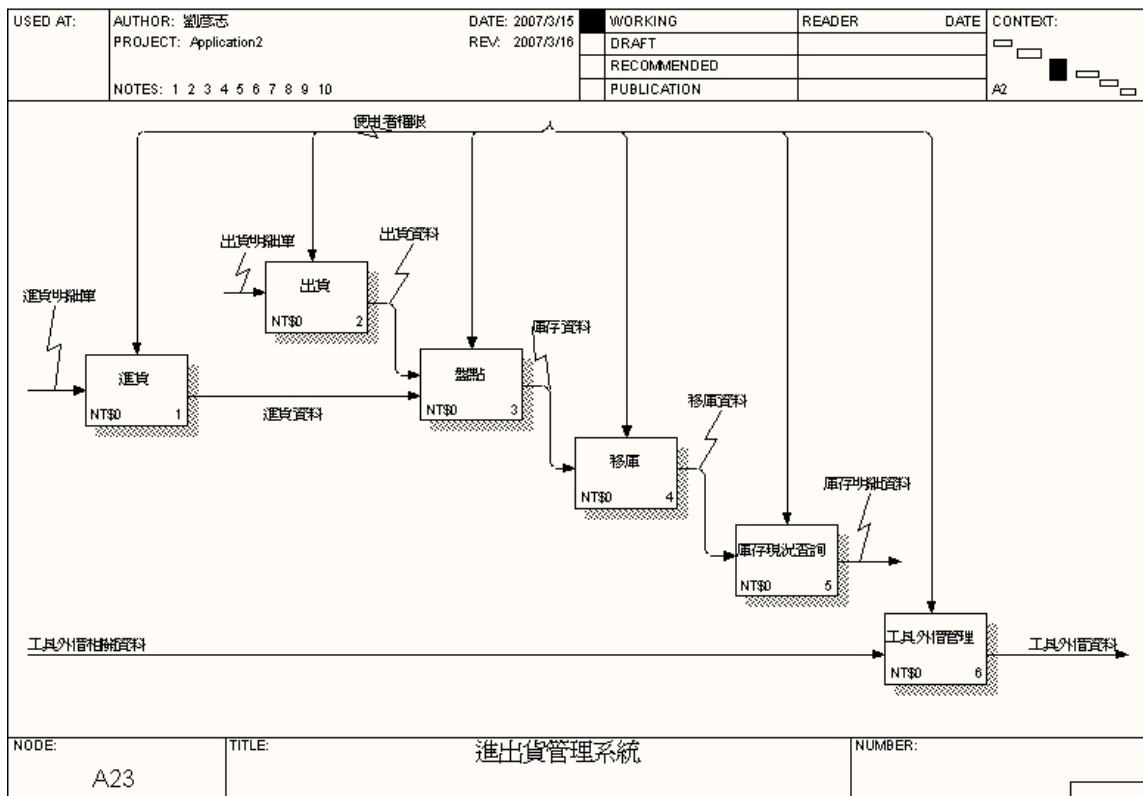 USED AT:
AUTHOR: 劉彥志
DATE: 2007/3/15
PROJECT: Application2
REV: 2007/3/16
NOTES: 1 2 3 4 5 6 7 8 9 10
WORKING
DRAFT
RECOMMENDED
PUBLICATION
READER DATE
CONTEXT:
A2
使用者權限
出貨明細單
出貨資料
出貨
NT$0 2
進貨明細單
庫存資料
進貨
NT$0 1
盤點
NT$0 3
進貨資料
移庫資料
移庫
NT$0 4
庫存明細資料
庫存現況查詢
NT$0 5
工具外借相關資料
工具外借管理
NT$0 6
工具外借資料
NODE:
A23
TITLE:
進出貨管理系統
NUMBER: